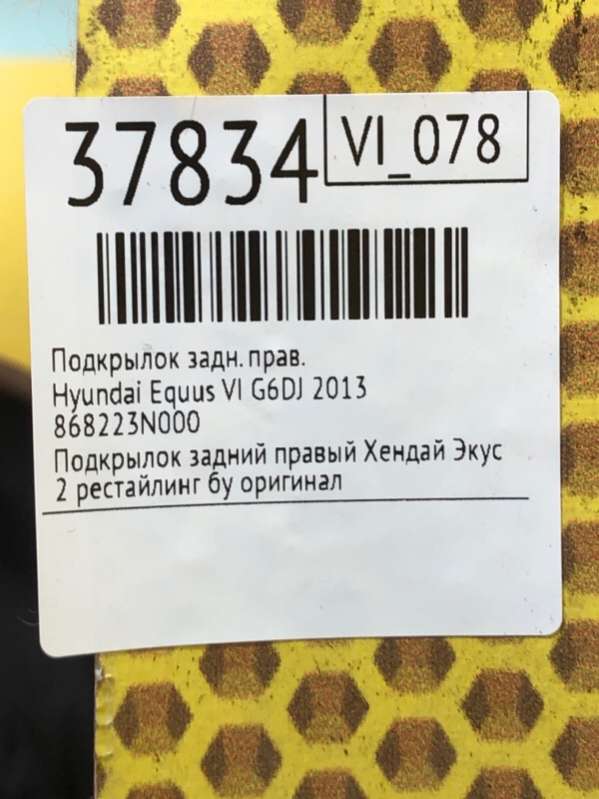 37834 VI_078
Подкрылок задн. прав.
Hyundai Equus VI G6DJ 2013
868223N000
Подкрылок задний правый Хендай Экус
2 рестайлинг бу оригинал